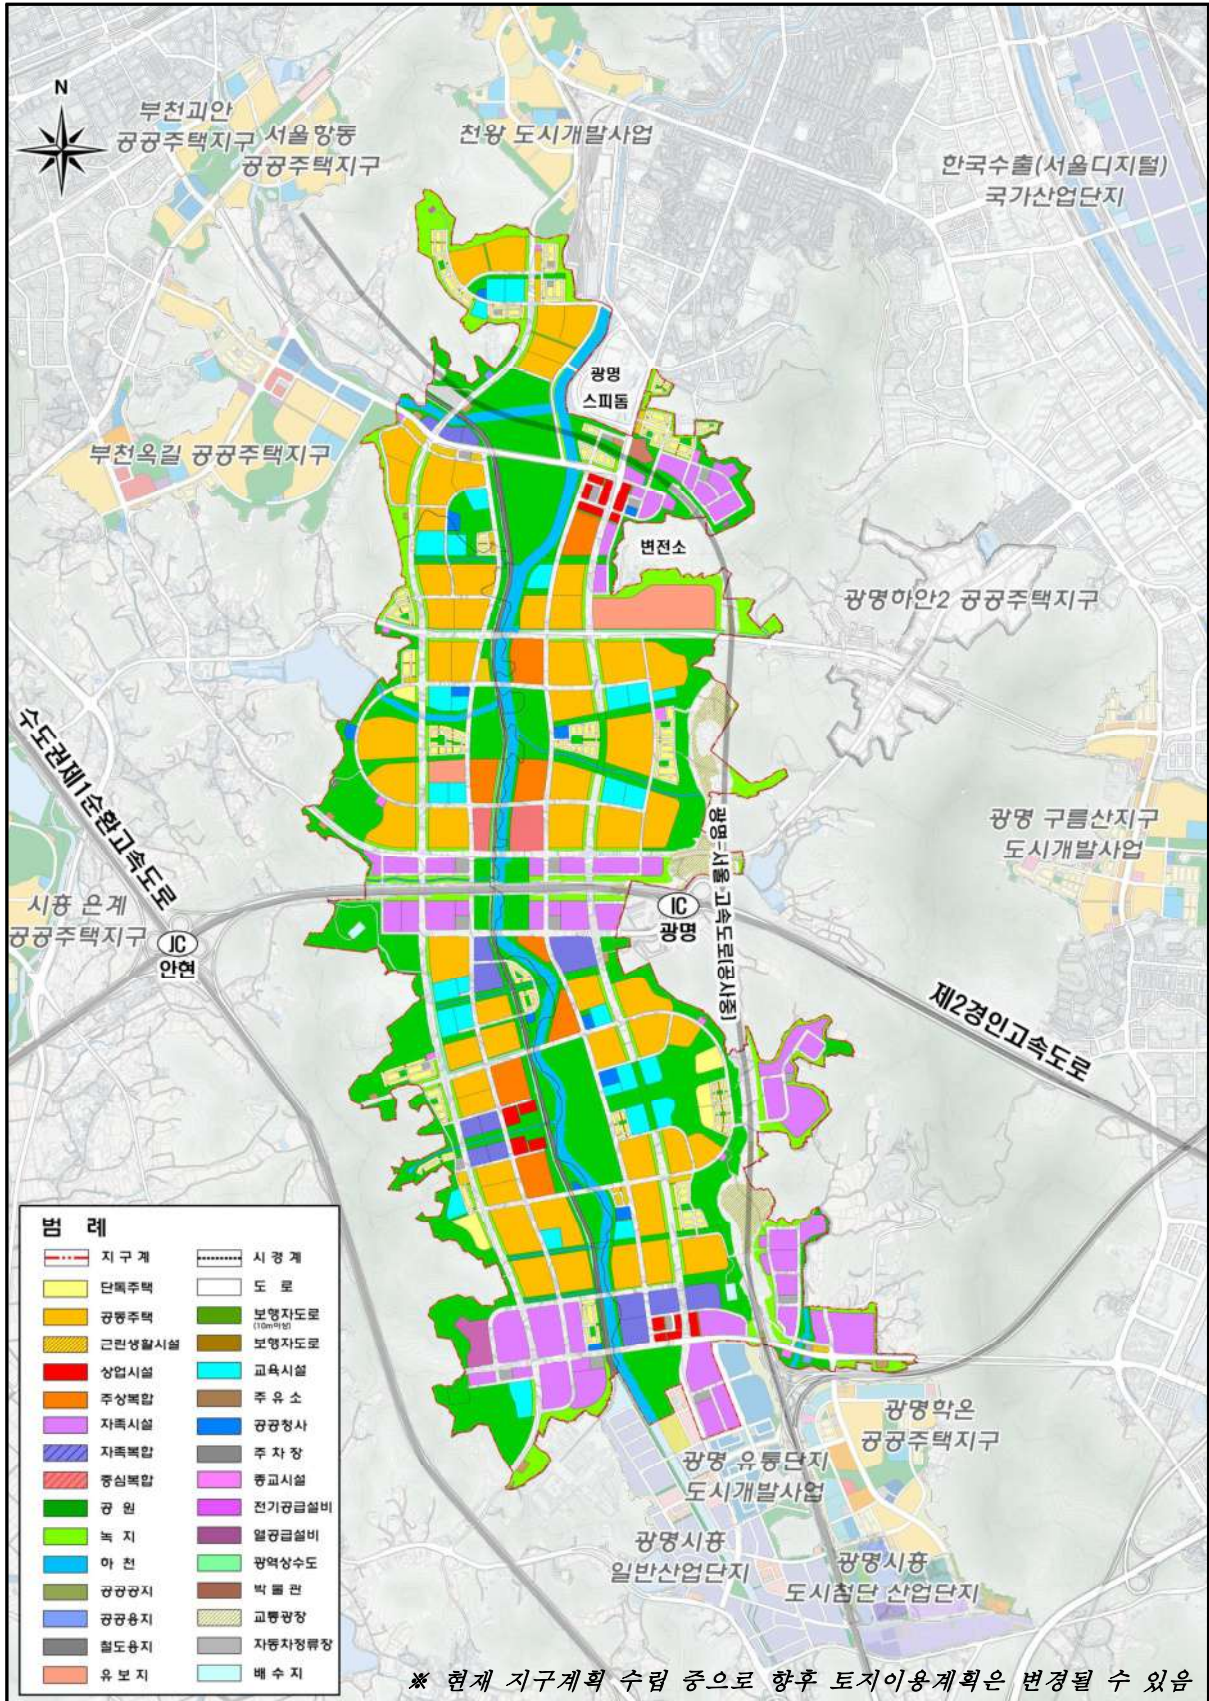 N
부천괴안
공공주택지구
서울항동
공공주택지구
천왕 도시개발사업
한국수출(서울디지털)
국가산업단지
광명
스피돔
부천옥길 공공주택지구
변전소
광명하안2 공공주택지구
수도권제1순환고속도로
광명-서울 고속도로(공사중)
광명 구름산지구
도시개발사업
시흥 은계
공공주택지구
JC
안현
IC
광명
제2경인고속도로
광명학온
공공주택지구
광명 유통단지
도시개발사업
광명시흥
일반산업단지
광명시흥
도시첨단 산업단지
범 례
지구계
시경계
단독주택
도 로
공동주택
보행자도로
(10m이상)
근린생활시설
보행자도로
상업시설
교육시설
주상복합
주유소
자족시설
공공청사
자족복합
주차장
중심복합
종교시설
공 원
전기공급설비
녹 지
열공급설비
하 천
광역상수도
공공공지
박물관
공공용지
교통광장
철도용지
자동차정류장
유보지
배수지
※ 현재 지구계획 수립 중으로 향후 토지이용계획은 변경될 수 있음